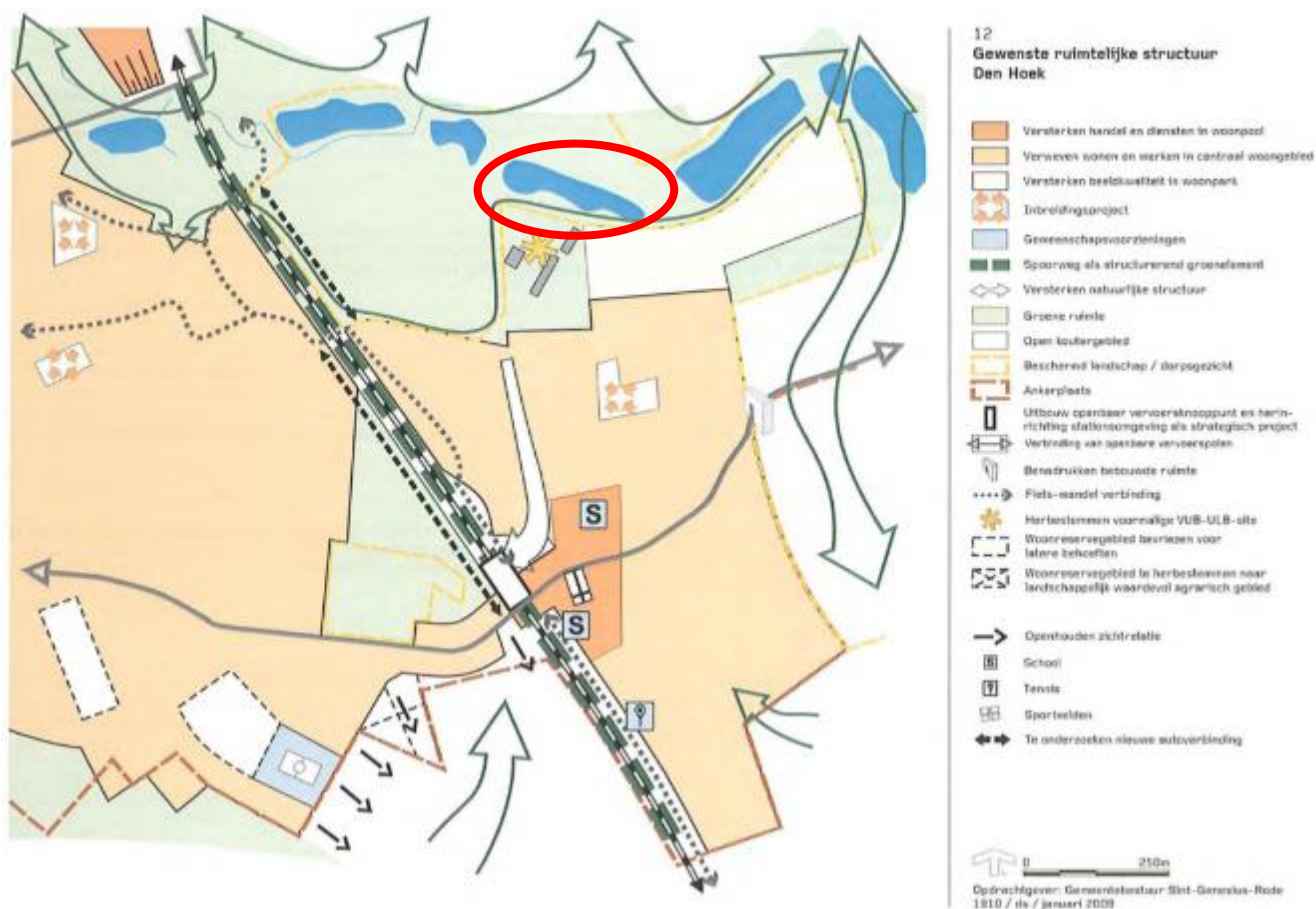 12
Gewenste ruimtelijke structuur
Den Hoek
Versterken handel en diensten in woonpool
Verweven wonen en werken in centraal woongebied
Versterken beeldkwaliteit in woonpark
Inbreidingsproject
Gemeenschapsvoorzieningen
Spoorweg als structurerend groenelement
Versterken natuurlijke structuur
Groene ruimte
Open koutergebied
Beschermd landschap / dorpsgezicht
Ankerplaats
Uitbouw openbaar vervoersknooppunt en herin-
richting stationsomgeving als strategisch project
Verbinding van openbare vervoerspolen
Benadrukken bebouwde ruimte
Fiets-wandel verbinding
Herbestemmen voormalige VUB-ULB-site
Woonreservegebied bevriezen voor
latere behoeften
Woonreservegebied te herbestemmen naar
landschappelijk waardevol agrarisch gebied
Openhouden zichtrelatie
S School
Tennis
Sportvelden
Te onderzoeken nieuwe autoverbinding
0 250m
Opdrachtgever: Gemeentebestuur Sint-Genesius-Rode
1910 / ds / januari 2009
S
S